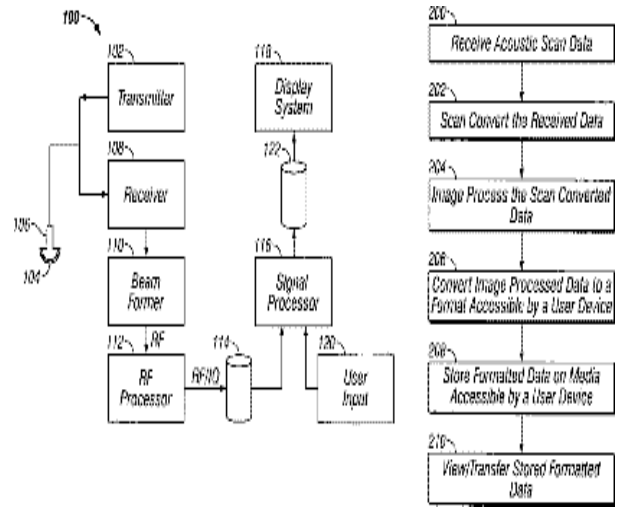 100
102
Transmitter
108
Receiver
106
104
110
Beam
Former
RF
112
RF
Processor
RF/IQ
114
118
Display
System
122
116
Signal
Processor
120
User
Input
200
Receive Acoustic Scan Data
202
Scan Convert the Received Data
204
Image Process the Scan Converted
Data
206
Convert Image Processed Data to a
Format Accessible by a User Device
208
Store Formatted Data on Media
Accessible by a User Device
210
View/Transfer Stored Formatted
Data